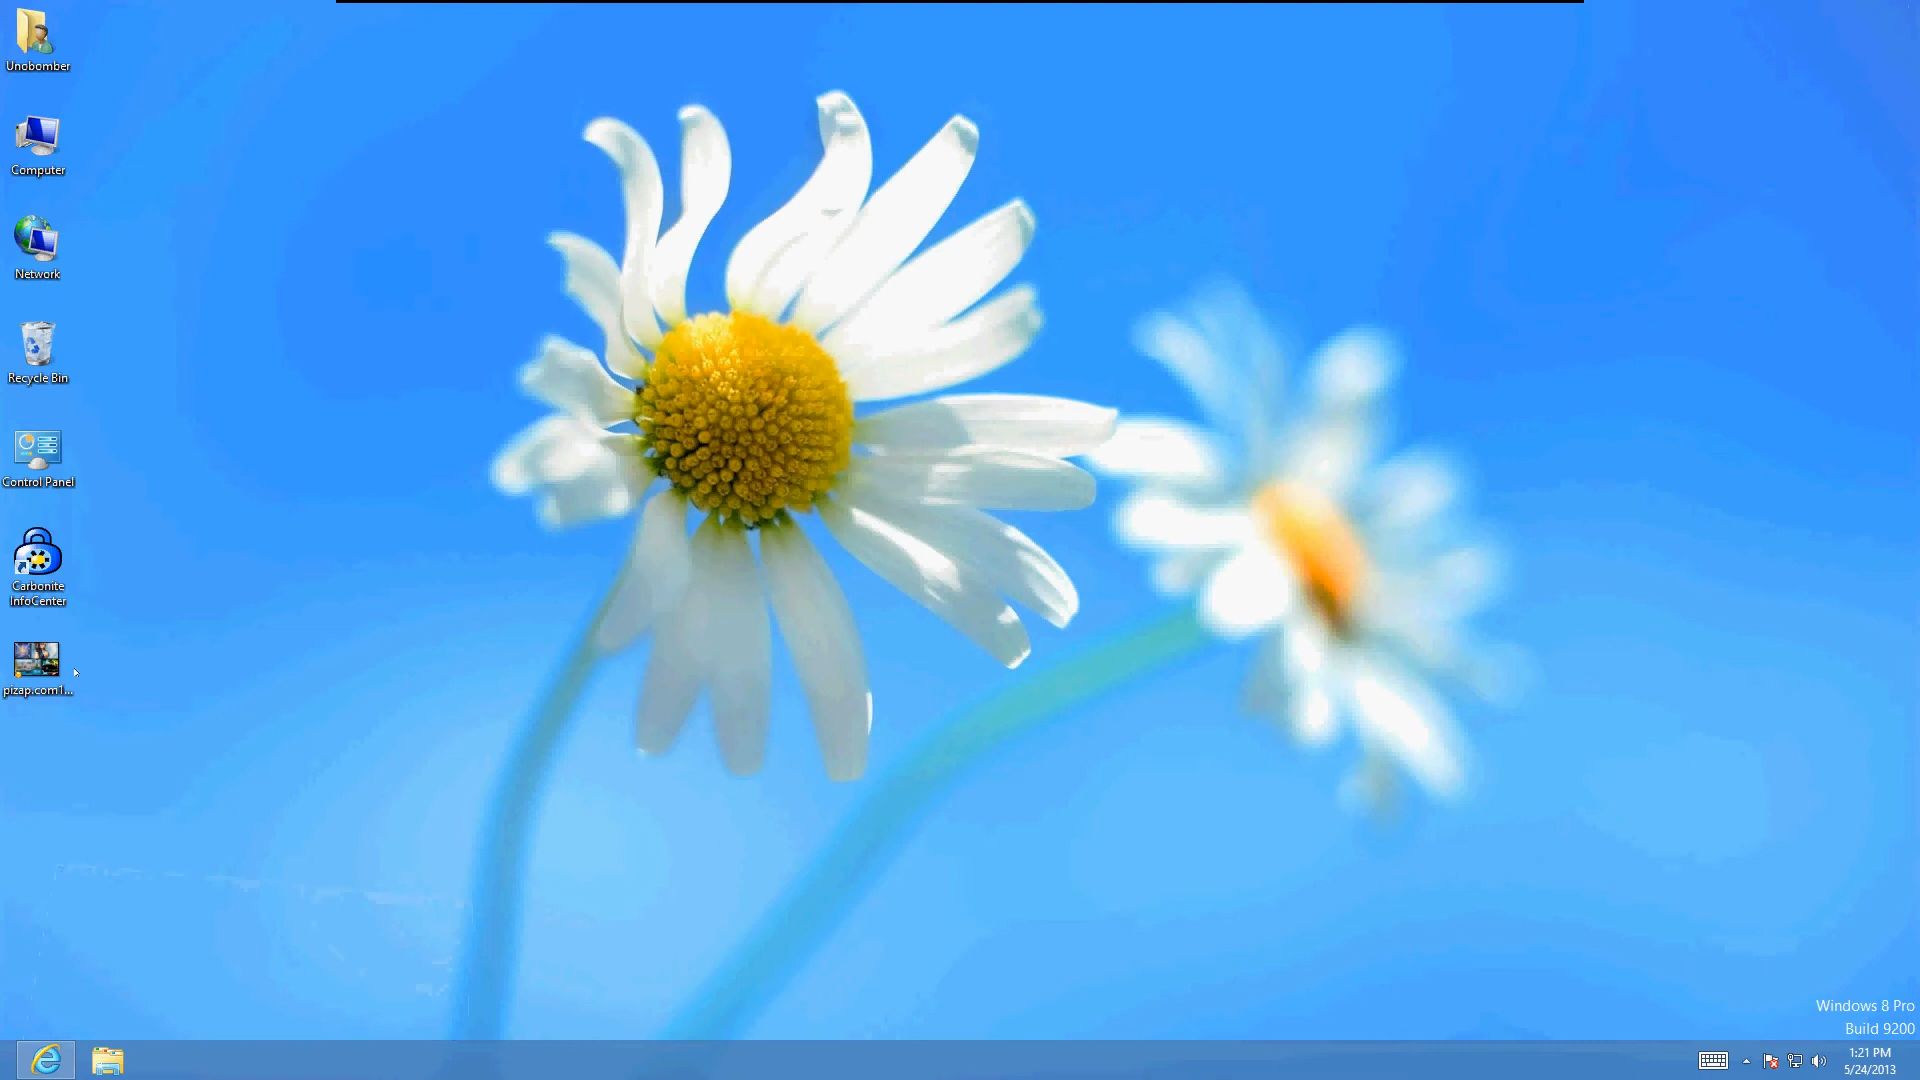 Unobomber
Computer
Network
Recycle Bin
Control Panel
Carbonite
InfoCenter
pizap.com1...
Windows 8 Pro
Build 9200
1:21 PM
5/24/2013